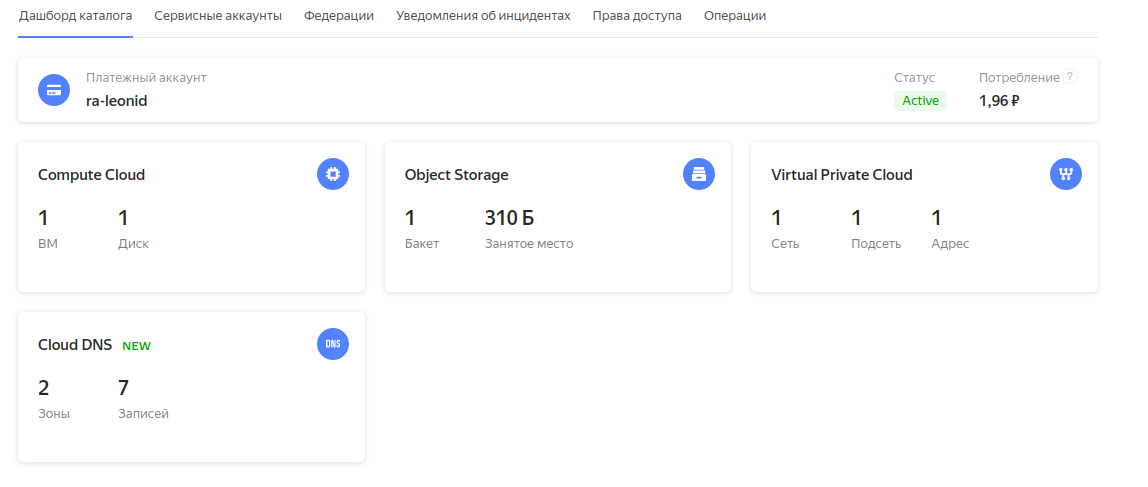 Дашборд каталога Сервисные аккаунты Федерации Уведомления об инцидентах Права доступа Операции
Платежный аккаунт Статус Потребление ?
ra-leonid Active 1,96 ₽
Compute Cloud
1 1
ВМ Диск
Object Storage
1 310 Б
Бакет Занятое место
Virtual Private Cloud
1 1 1
Сеть Подсеть Адрес
Cloud DNS NEW DNS
2 7
Зоны Записей